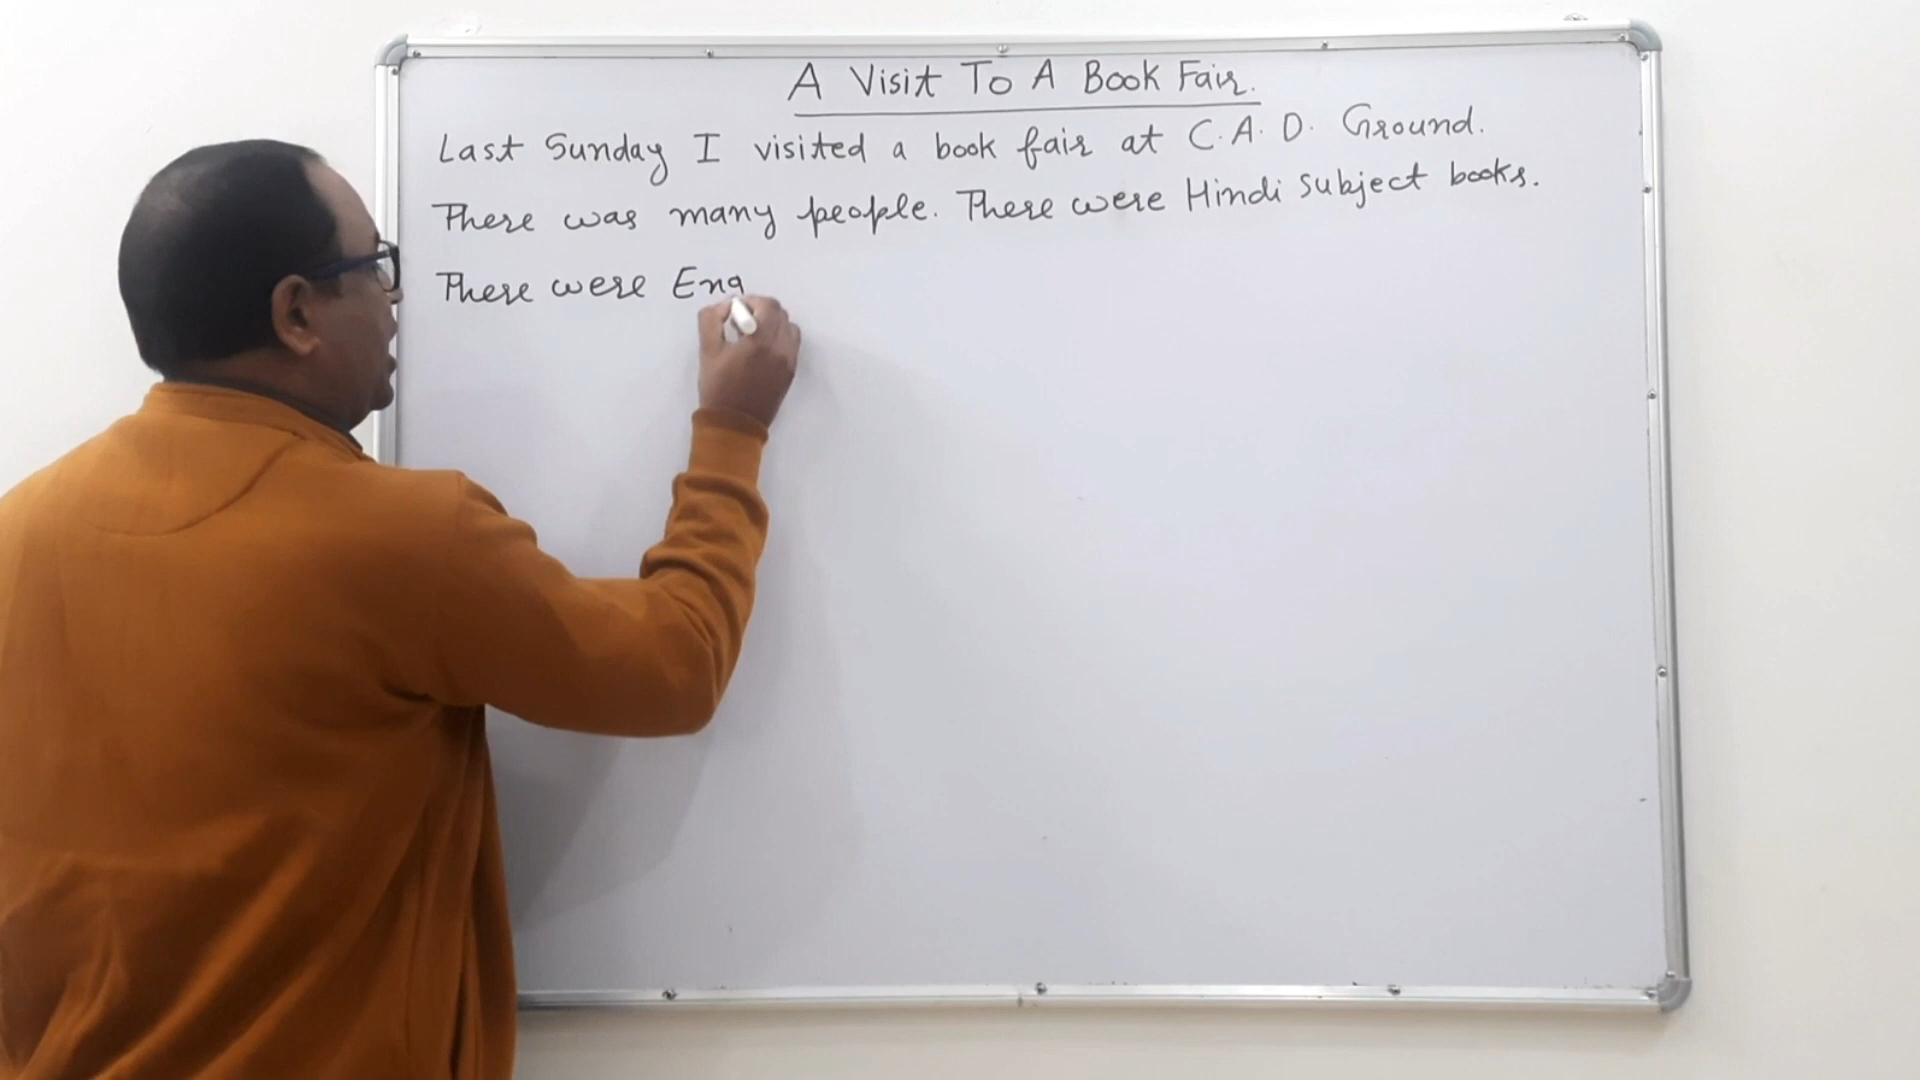 A Visit To A Book Fair.
Last Sunday I visited a book fair at C.A.D. Ground.
There was many people. There were Hindi Subject books.
There were Eng